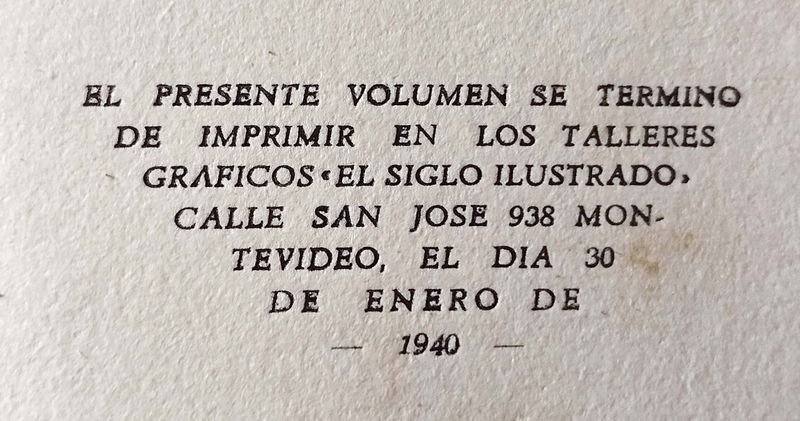 EL PRESENTE VOLUMEN SE TERMINO
DE IMPRIMIR EN LOS TALLERES
GRAFICOS «EL SIGLO ILUSTRADO»
CALLE SAN JOSE 938 MON-
TEVIDEO, EL DIA 30
DE ENERO DE
— 1940 —